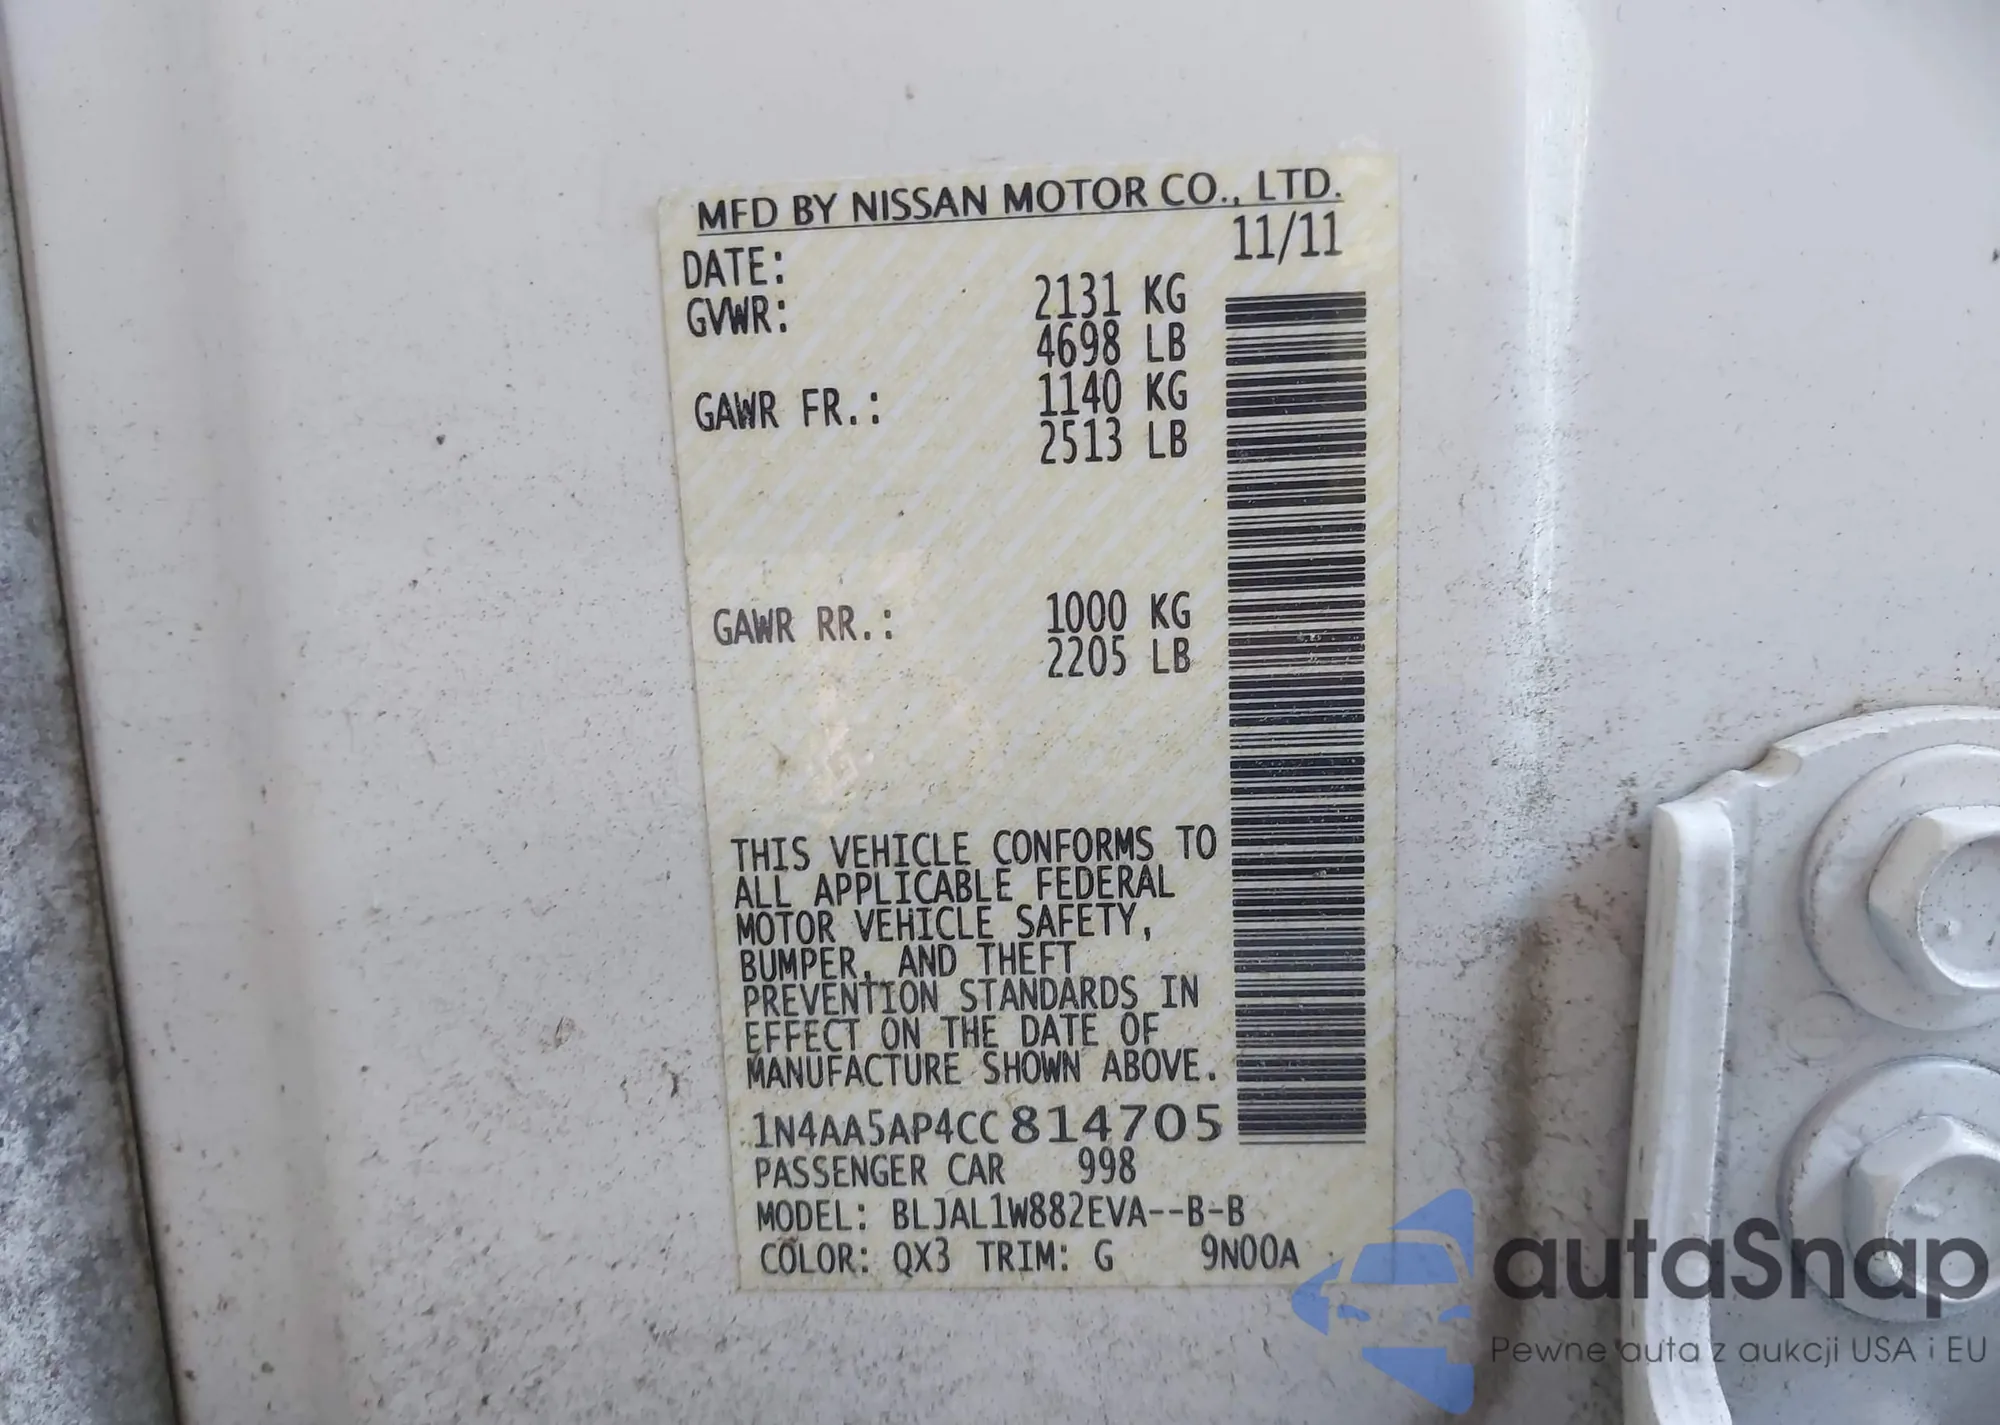 MFD BY NISSAN MOTOR CO., LTD.
DATE: 11/11
GVWR: 2131 KG
4698 LB
GAWR FR.: 1140 KG
2513 LB
GAWR RR.: 1000 KG
2205 LB
THIS VEHICLE CONFORMS TO
ALL APPLICABLE FEDERAL
MOTOR VEHICLE SAFETY,
BUMPER, AND THEFT
PREVENTION STANDARDS IN
EFFECT ON THE DATE OF
MANUFACTURE SHOWN ABOVE.
1N4AA5AP4CC814705
PASSENGER CAR 998
MODEL: BLJAL1W882EVA--B-B
COLOR: QX3 TRIM: G 9N00A
autaSnap
Pewne auta z aukcji USA i EU